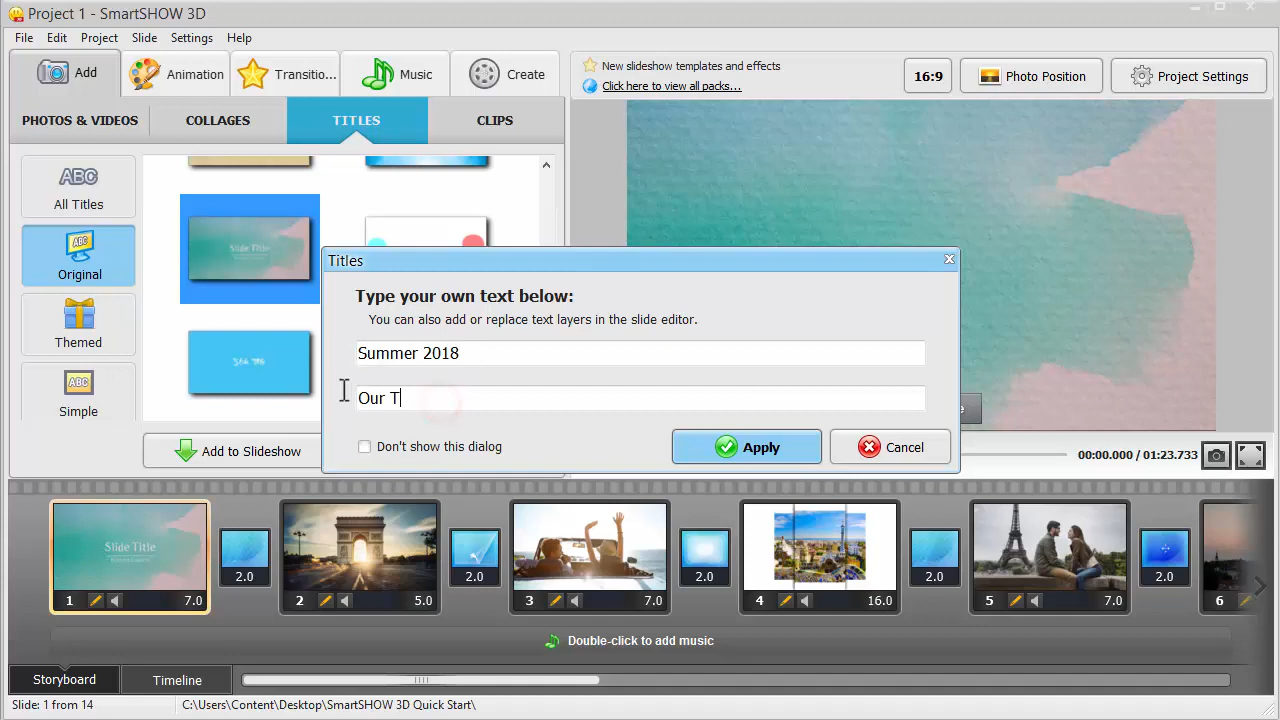 Project 1 - SmartSHOW 3D
File Edit Project Slide Settings Help
Add Animation Transitio... Music Create
New slideshow templates and effects
Click here to view all packs...
16:9 Photo Position Project Settings
PHOTOS & VIDEOS COLLAGES TITLES CLIPS
ABC
All Titles
ABC
Original
Themed
ABC
Simple
Slide Title
Add to Slideshow
Titles
Type your own text below:
You can also add or replace text layers in the slide editor.
Summer 2018
Our T
Don't show this dialog
Apply Cancel
00:00.000 / 01:23.733
Slide Title
1 7.0 2.0 2 5.0 2.0 3 7.0 2.0 4 16.0 2.0 5 7.0 2.0 6
Double-click to add music
Storyboard Timeline
Slide: 1 from 14 C:\Users\Content\Desktop\SmartSHOW 3D Quick Start\